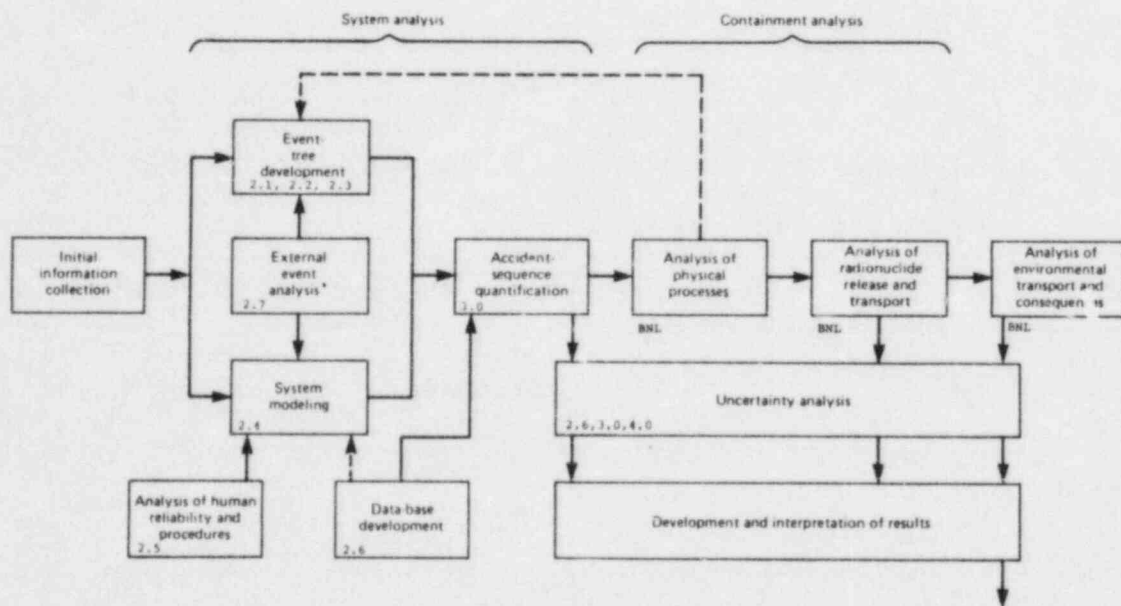 System analysis
Containment analysis
Event-
tree
development
2.1, 2.2, 2.3
Initial
information
collection
External
event
analysis*
2.7
Accident-
sequence
quantification
3.0
Analysis of
physical
processes
BNL
Analysis of
radionuclide
release and
transport
BNL
Analysis of
environmental
transport and
BNL
System
modeling
2.4
Uncertainty analysis
2.6,3.0,4.0
Analysis of human
reliability and
procedures
2.5
Data-base
development
2.6
Development and interpretation of results